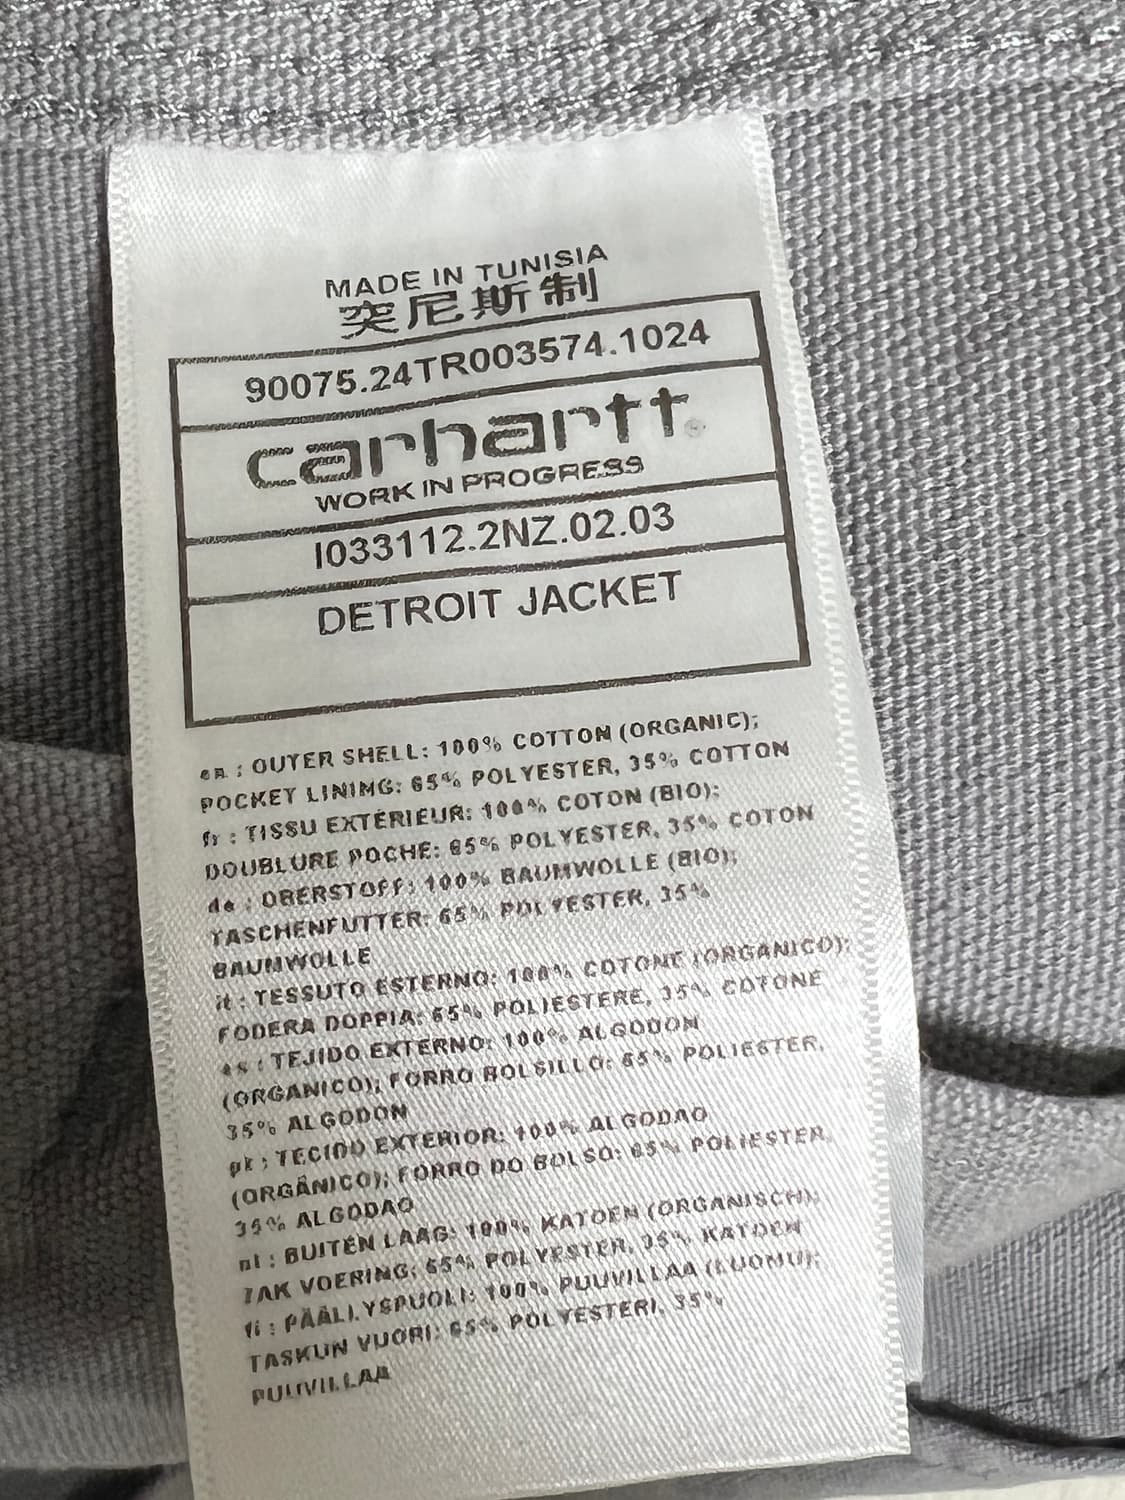 MADE IN TUNISIA
突尼斯制
90075.24TR003574.1024
carhartt®
WORK IN PROGRESS
I033112.2NZ.02.03
DETROIT JACKET
en : OUTER SHELL: 100% COTTON (ORGANIC);
POCKET LINING: 65% POLYESTER, 35% COTTON
fr : TISSU EXTÉRIEUR: 100% COTON (BIO);
DOUBLURE POCHE: 65% POLYESTER, 35% COTON
de : OBERSTOFF: 100% BAUMWOLLE (BIO);
TASCHENFUTTER: 65% POLYESTER, 35%
BAUMWOLLE
it : TESSUTO ESTERNO: 100% COTONE (ORGANICO);
FODERA DOPPIA: 65% POLIESTERE, 35% COTONE
es : TEJIDO EXTERNO: 100% ALGODON
(ORGANICO); FORRO BOLSILLO: 65% POLIESTER,
35% ALGODON
pt : TECIDO EXTERIOR: 100% ALGODAO
(ORGÂNICO); FORRO DO BOLSO: 65% POLIESTER,
35% ALGODAO
nl : BUITEN LAAG: 100% KATOEN (ORGANISCH);
ZAK VOERING: 65% POLYESTER, 35% KATOEN
fi : PÄÄLLYSPUOLI: 100% PUUVILLAA (LUOMU);
TASKUN VUORI: 65% POLYESTERI, 35%
PUUVILLAA